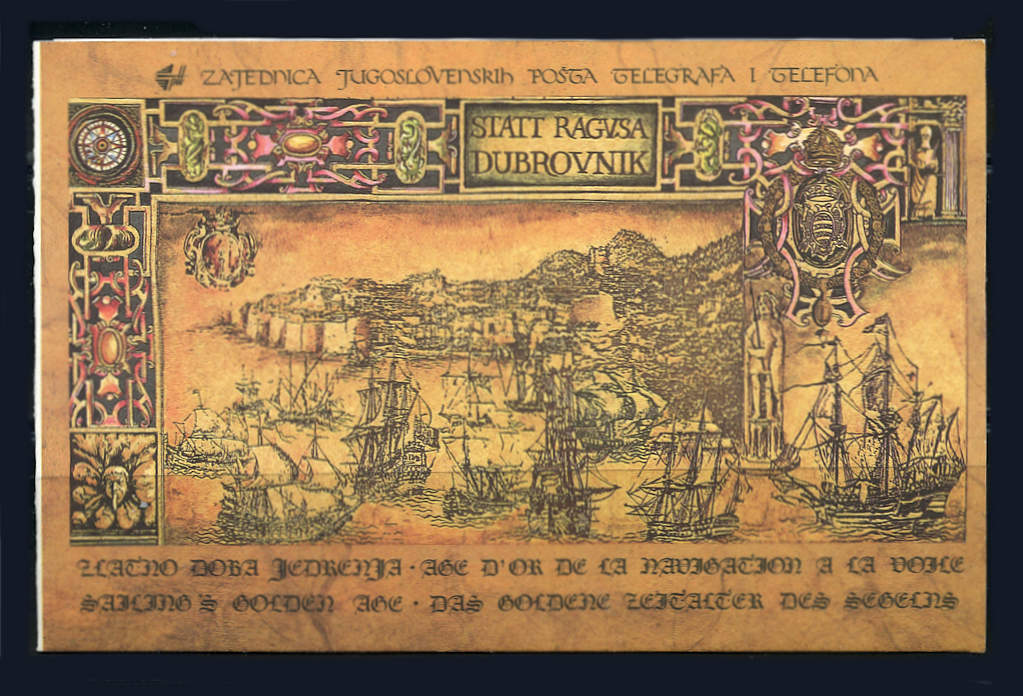 ZAJEDNICA JUGOSLOVENSKIH POŠTA TELEGRAFA I TELEFONA
STATT RAGVSA
DUBROVNIK
ZLATNO DOBA JEDRENJA · AGE D'OR DE LA NAVIGATION A LA VOILE
SAILING'S GOLDEN AGE · DAS GOLDENE ZEITALTER DES SEGELNS